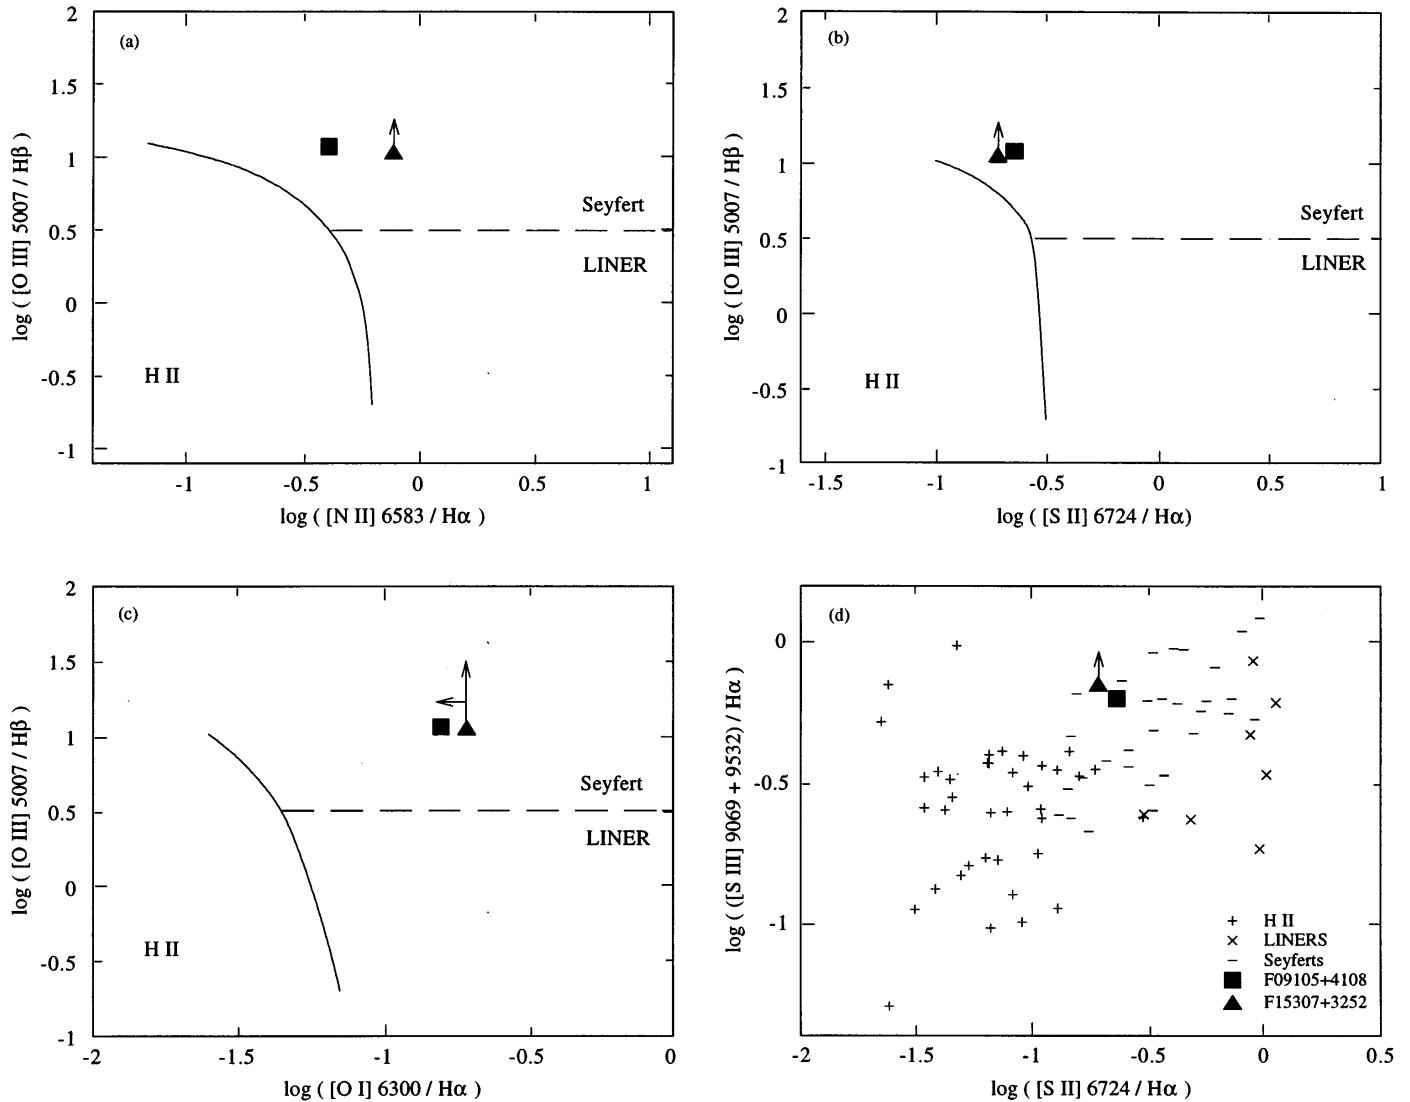 (a)
2
1.5
1
0.5
0
-0.5
-1
log ( [O III] 5007 / Hβ )
Seyfert
LINER
H II
-1
-0.5
0
0.5
1
log ( [N II] 6583 / Hα )
(b)
2
1.5
1
0.5
0
-0.5
-1
log ( [O III] 5007 / Hβ )
Seyfert
LINER
H II
-1.5
-1
-0.5
0
0.5
1
log ( [S II] 6724 / Hα)
(c)
2
1.5
1
0.5
0
-0.5
-1
log ( [O III] 5007 / Hβ )
Seyfert
LINER
H II
-2
-1.5
-1
-0.5
0
log ( [O I] 6300 / Hα )
(d)
0
-0.5
-1
log ( ([S III] 9069 + 9532) / Hα )
H II
LINERS
Seyferts
F09105+4108
F15307+3252
-2
-1.5
-1
-0.5
0
0.5
log ( [S II] 6724 / Hα )